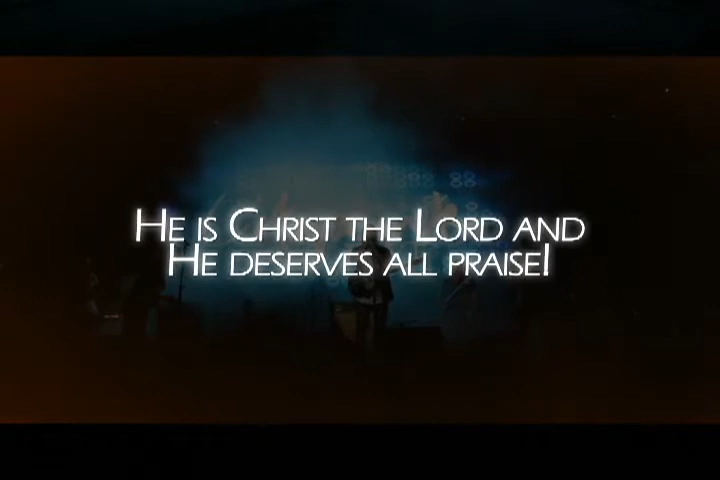 He is Christ the Lord and
He deserves all praise!